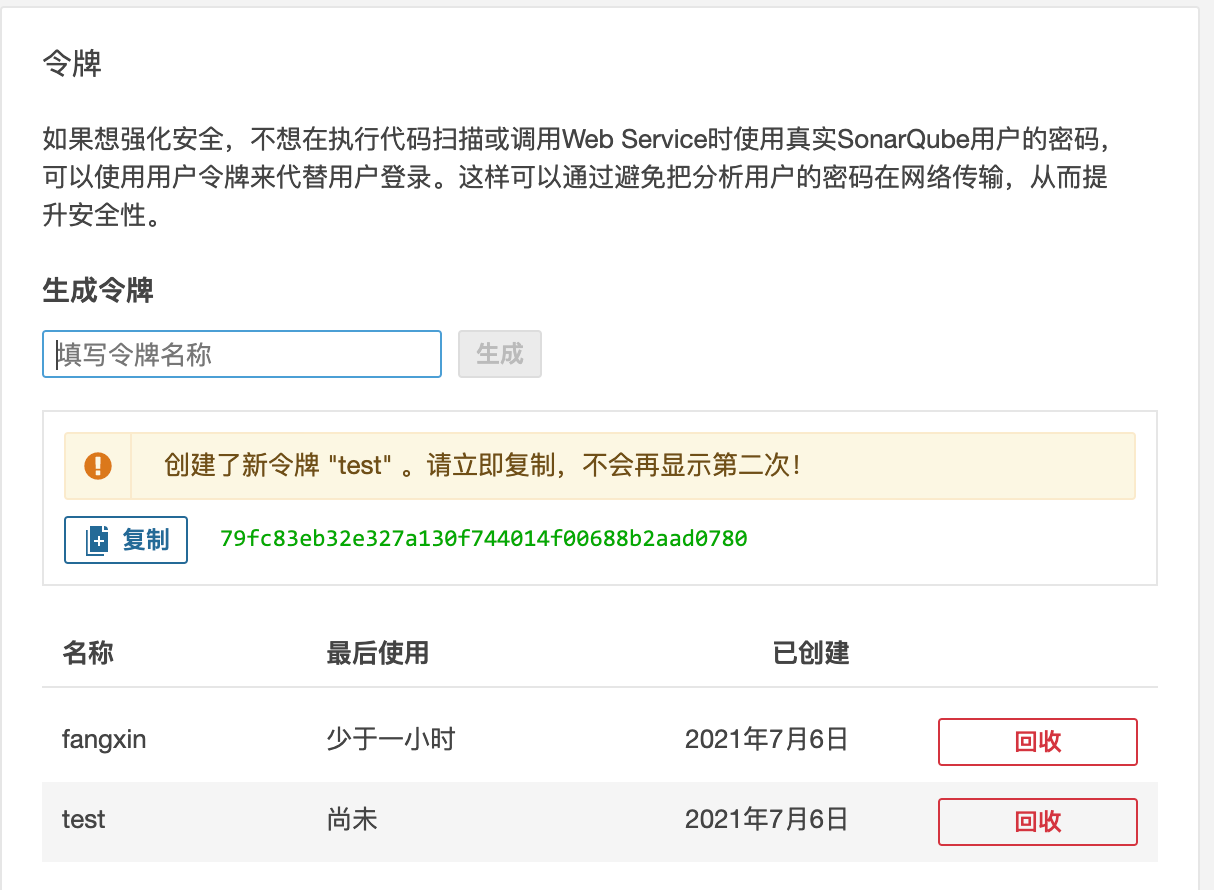 令牌
如果想强化安全，不想在执行代码扫描或调用Web Service时使用真实SonarQube用户的密码，
可以使用用户令牌来代替用户登录。这样可以通过避免把分析用户的密码在网络传输，从而提
升安全性。
生成令牌
填写令牌名称 生成
创建了新令牌 "test" 。请立即复制，不会再显示第二次！
复制 79fc83eb32e327a130f744014f00688b2aad0780
名称 最后使用 已创建
fangxin 少于一小时 2021年7月6日 回收
test 尚未 2021年7月6日 回收